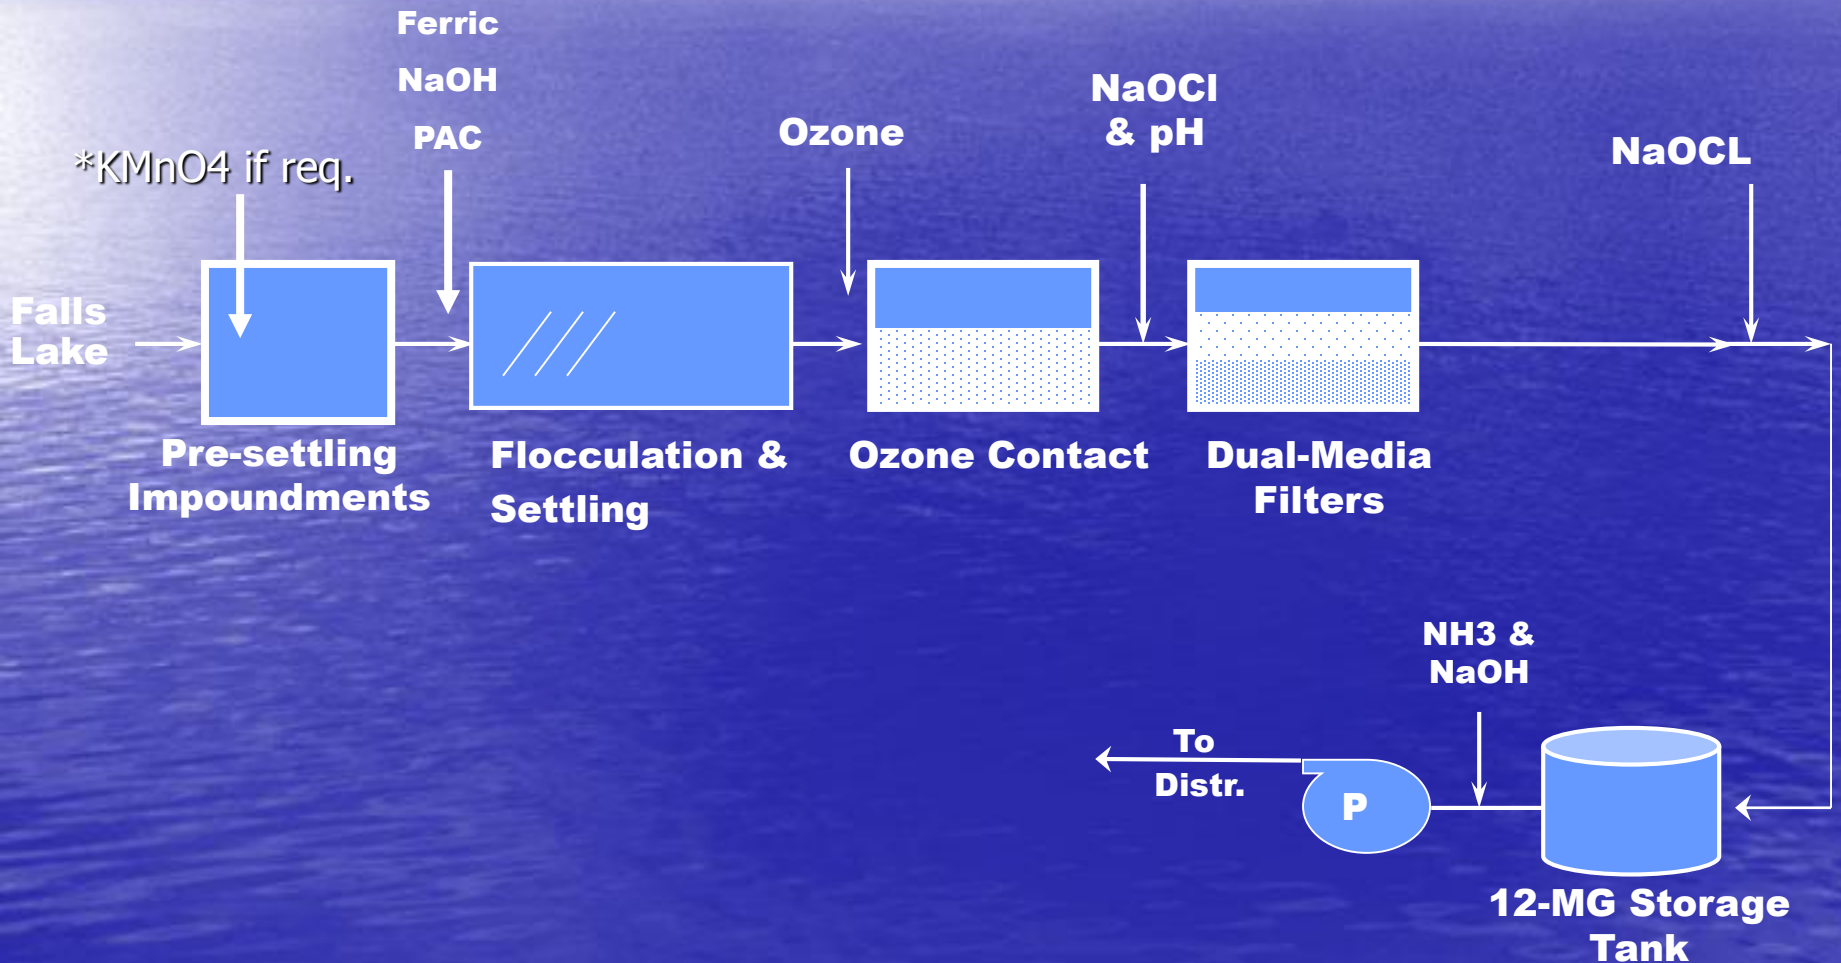 Ferric
NaOH
PAC
*KMnO4 if req.
Ozone
NaOCl
& pH
NaOCL
Falls
Lake
Pre-settling
Impoundments
Flocculation &
Settling
Ozone Contact
Dual-Media
Filters
NH3 &
NaOH
To
Distr.
P
12-MG Storage
Tank